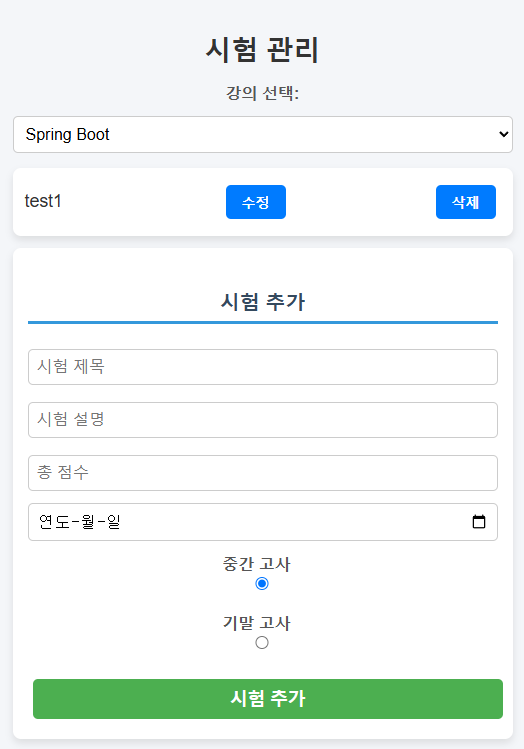 시험 관리
강의 선택:
Spring Boot
test1 수정 삭제
시험 추가
시험 제목
시험 설명
총 점수
연도-월-일
중간 고사
기말 고사
시험 추가